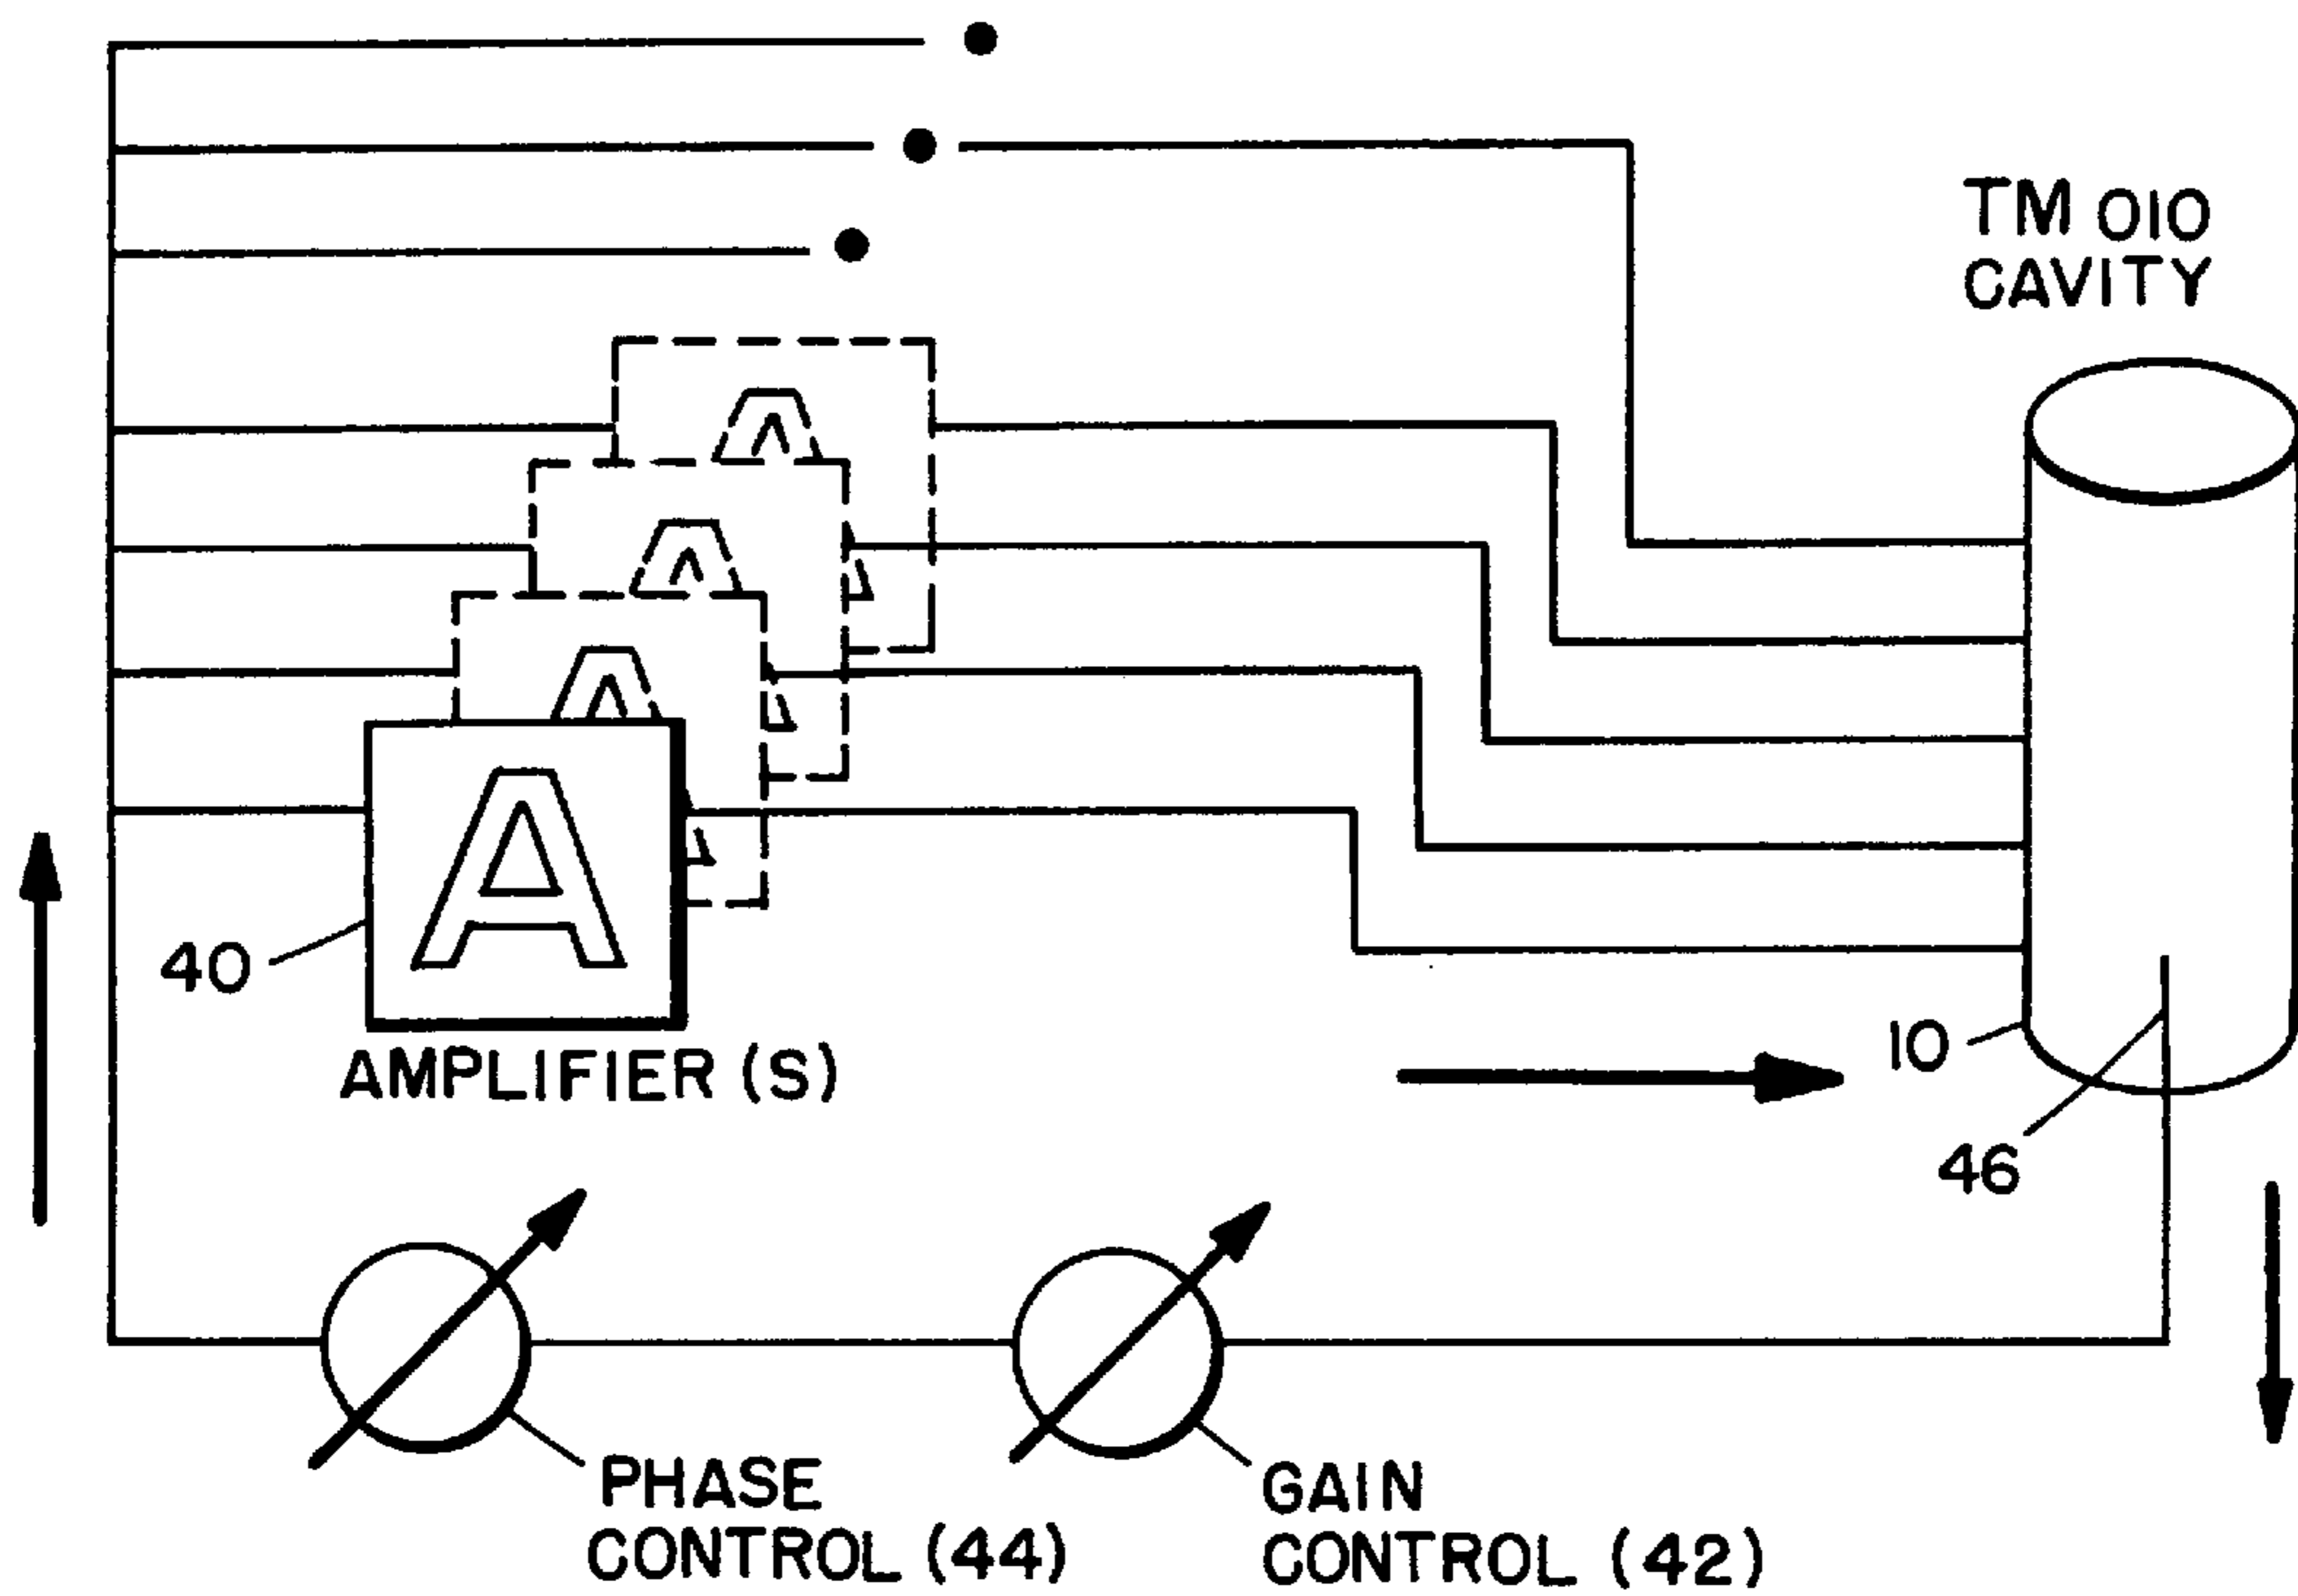 TM 010
CAVITY
A
A
A
A
40
AMPLIFIER (S)
10
46
PHASE
CONTROL (44)
GAIN
CONTROL (42)